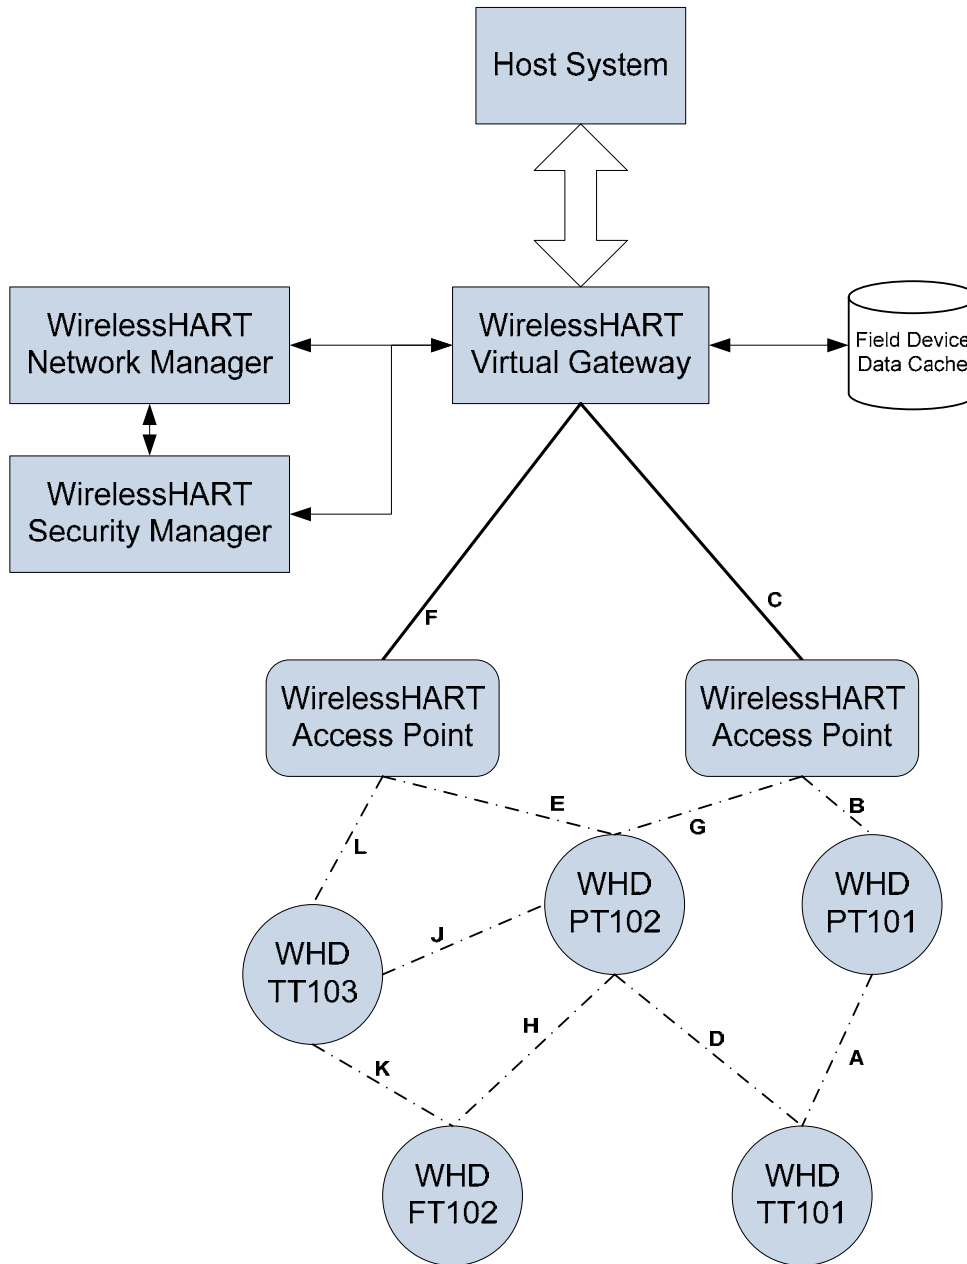 Host System
WirelessHART
Network Manager
WirelessHART
Virtual Gateway
Field Device
Data Cache
WirelessHART
Security Manager
F
C
WirelessHART
Access Point
WirelessHART
Access Point
E
G
B
L
WHD
PT102
WHD
PT101
J
WHD
TT103
H
D
A
K
WHD
FT102
WHD
TT101